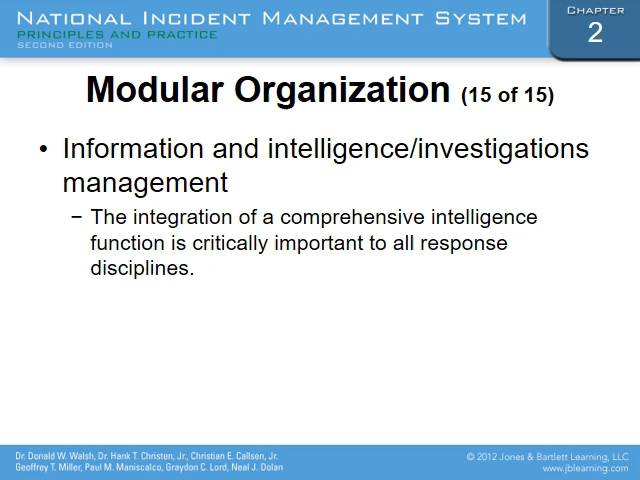 NATIONAL INCIDENT MANAGEMENT SYSTEM
PRINCIPLES AND PRACTICE
SECOND EDITION
CHAPTER
2
Modular Organization (15 of 15)
• Information and intelligence/investigations
management
– The integration of a comprehensive intelligence
function is critically important to all response
disciplines.
Dr. Donald W. Walsh, Dr. Hank T. Christen, Jr., Christian E. Callsen, Jr.
Geoffrey T. Miller, Paul M. Maniscalco, Graydon C. Lord, Neal J. Dolan
© 2012 Jones & Bartlett Learning, LLC
www.jblearning.com